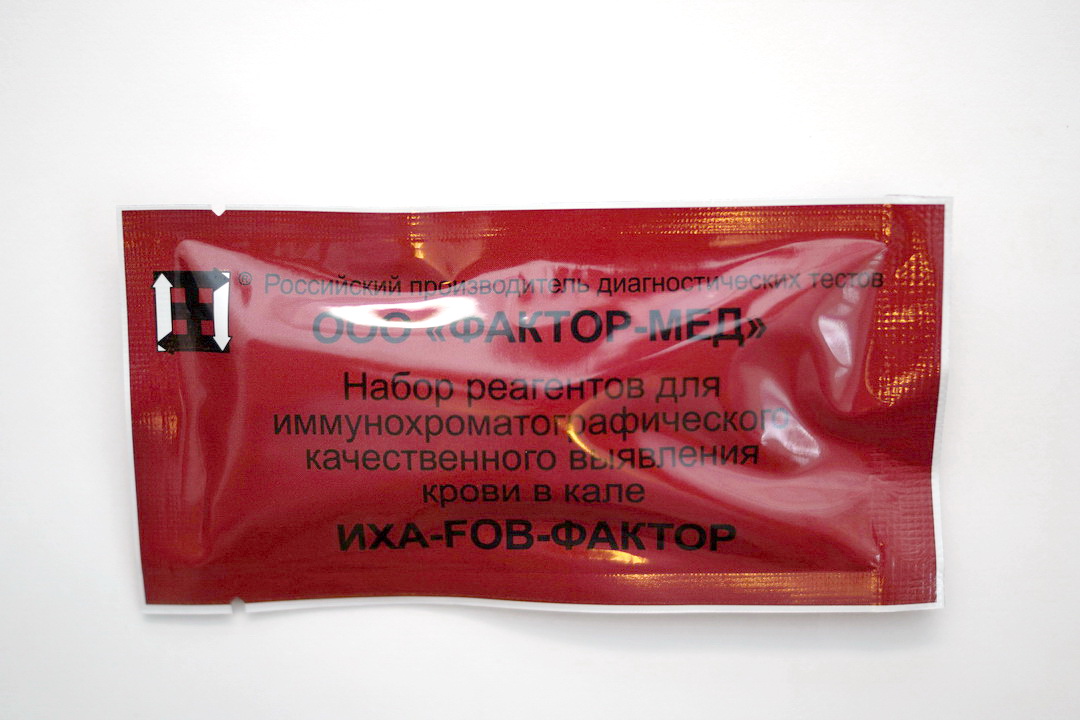 ® Российский производитель диагностических тестов
ООО «ФАКТОР-МЕД»
Набор реагентов для
иммунохроматографического
качественного выявления
крови в кале
ИХА-FOB-ФАКТОР